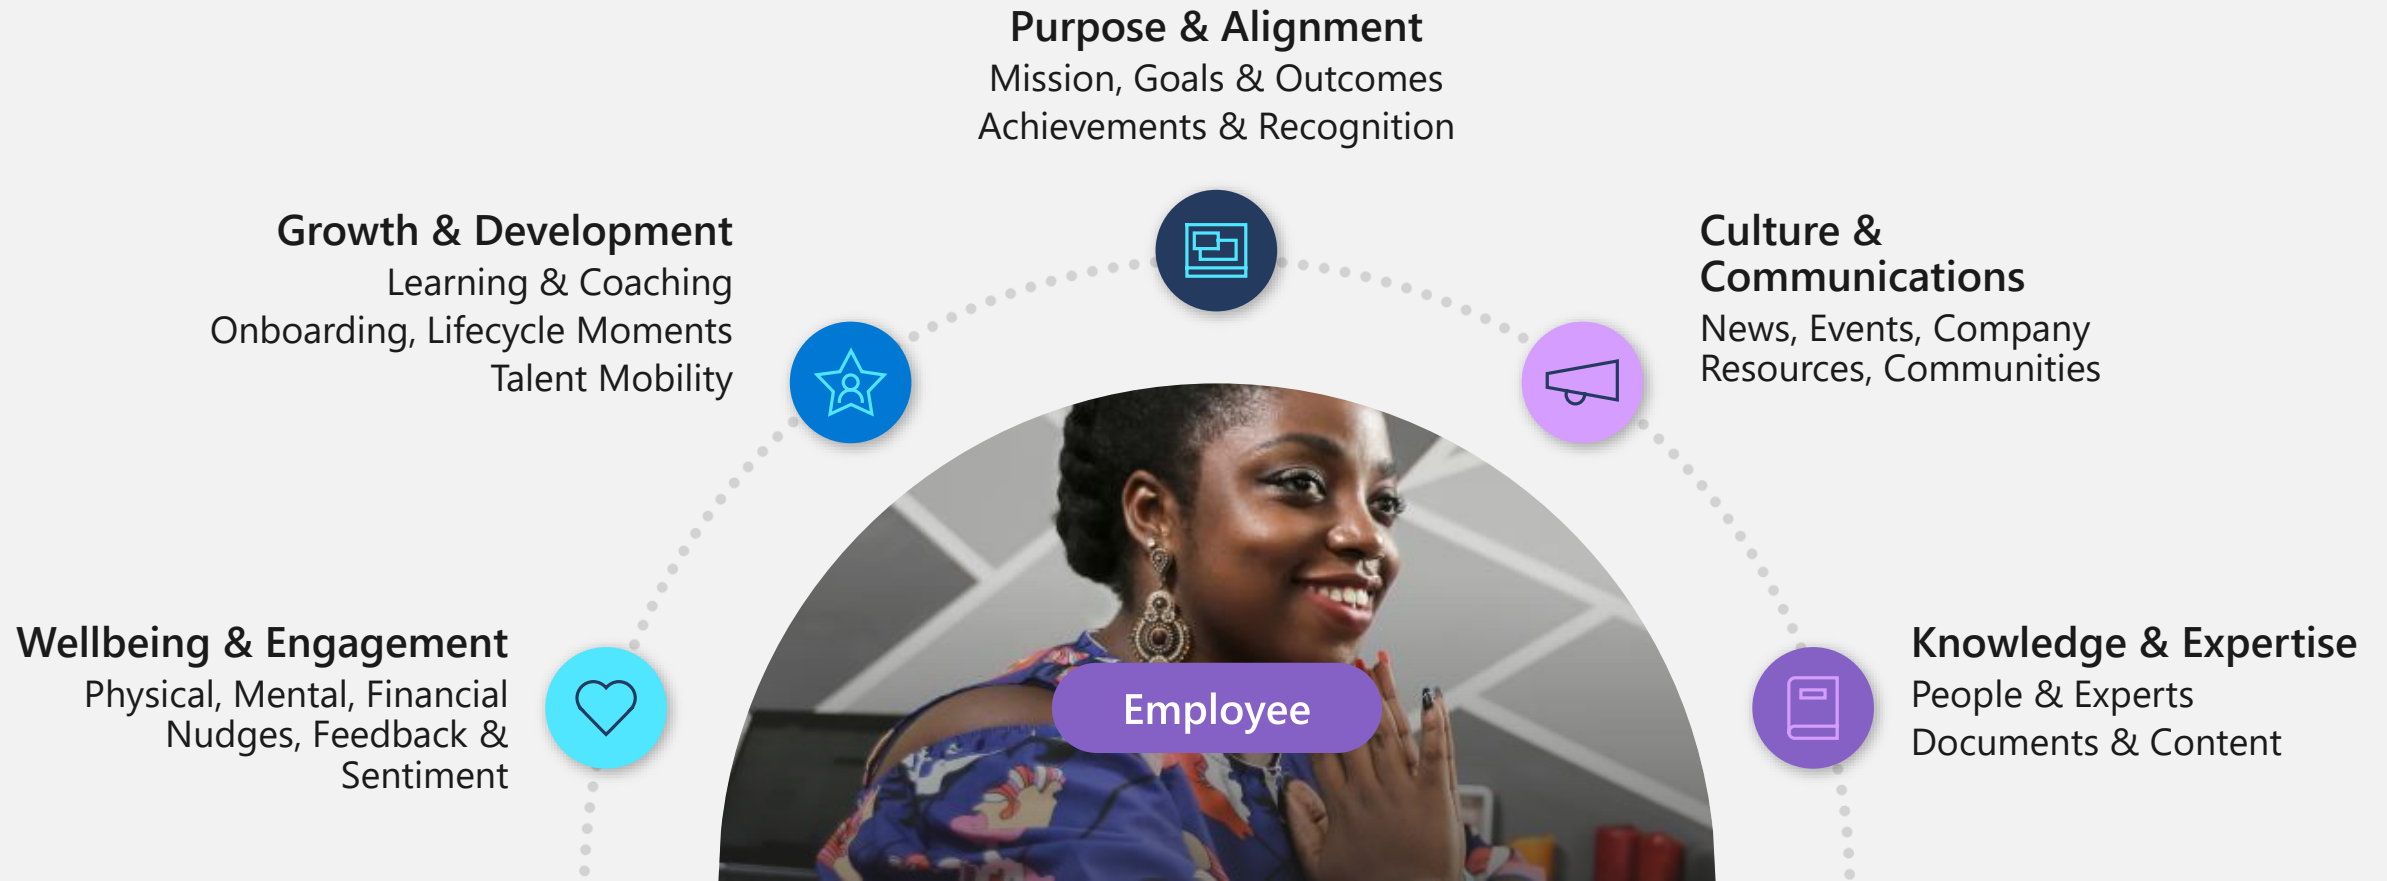 Purpose & Alignment
Mission, Goals & Outcomes
Achievements & Recognition
Growth & Development
Learning & Coaching
Onboarding, Lifecycle Moments
Talent Mobility
Culture &
Communications
News, Events, Company
Resources, Communities
Wellbeing & Engagement
Physical, Mental, Financial
Nudges, Feedback &
Sentiment
Employee
Knowledge & Expertise
People & Experts
Documents & Content